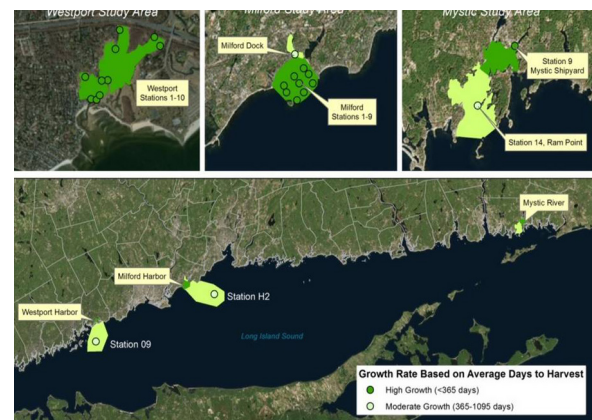 Westport Study Area
Milford Study Area
Mystic Study Area
Milford Dock
Station 9
Mystic Shipyard
Westport
Stations 1-10
Milford
Stations 1-9
Station 14, Ram Point
Mystic River
Milford Harbor
Station H2
Westport Harbor
Station 09
Long Island Sound
Growth Rate Based on Average Days to Harvest
High Growth (<365 days)
Moderate Growth (365-1095 days)